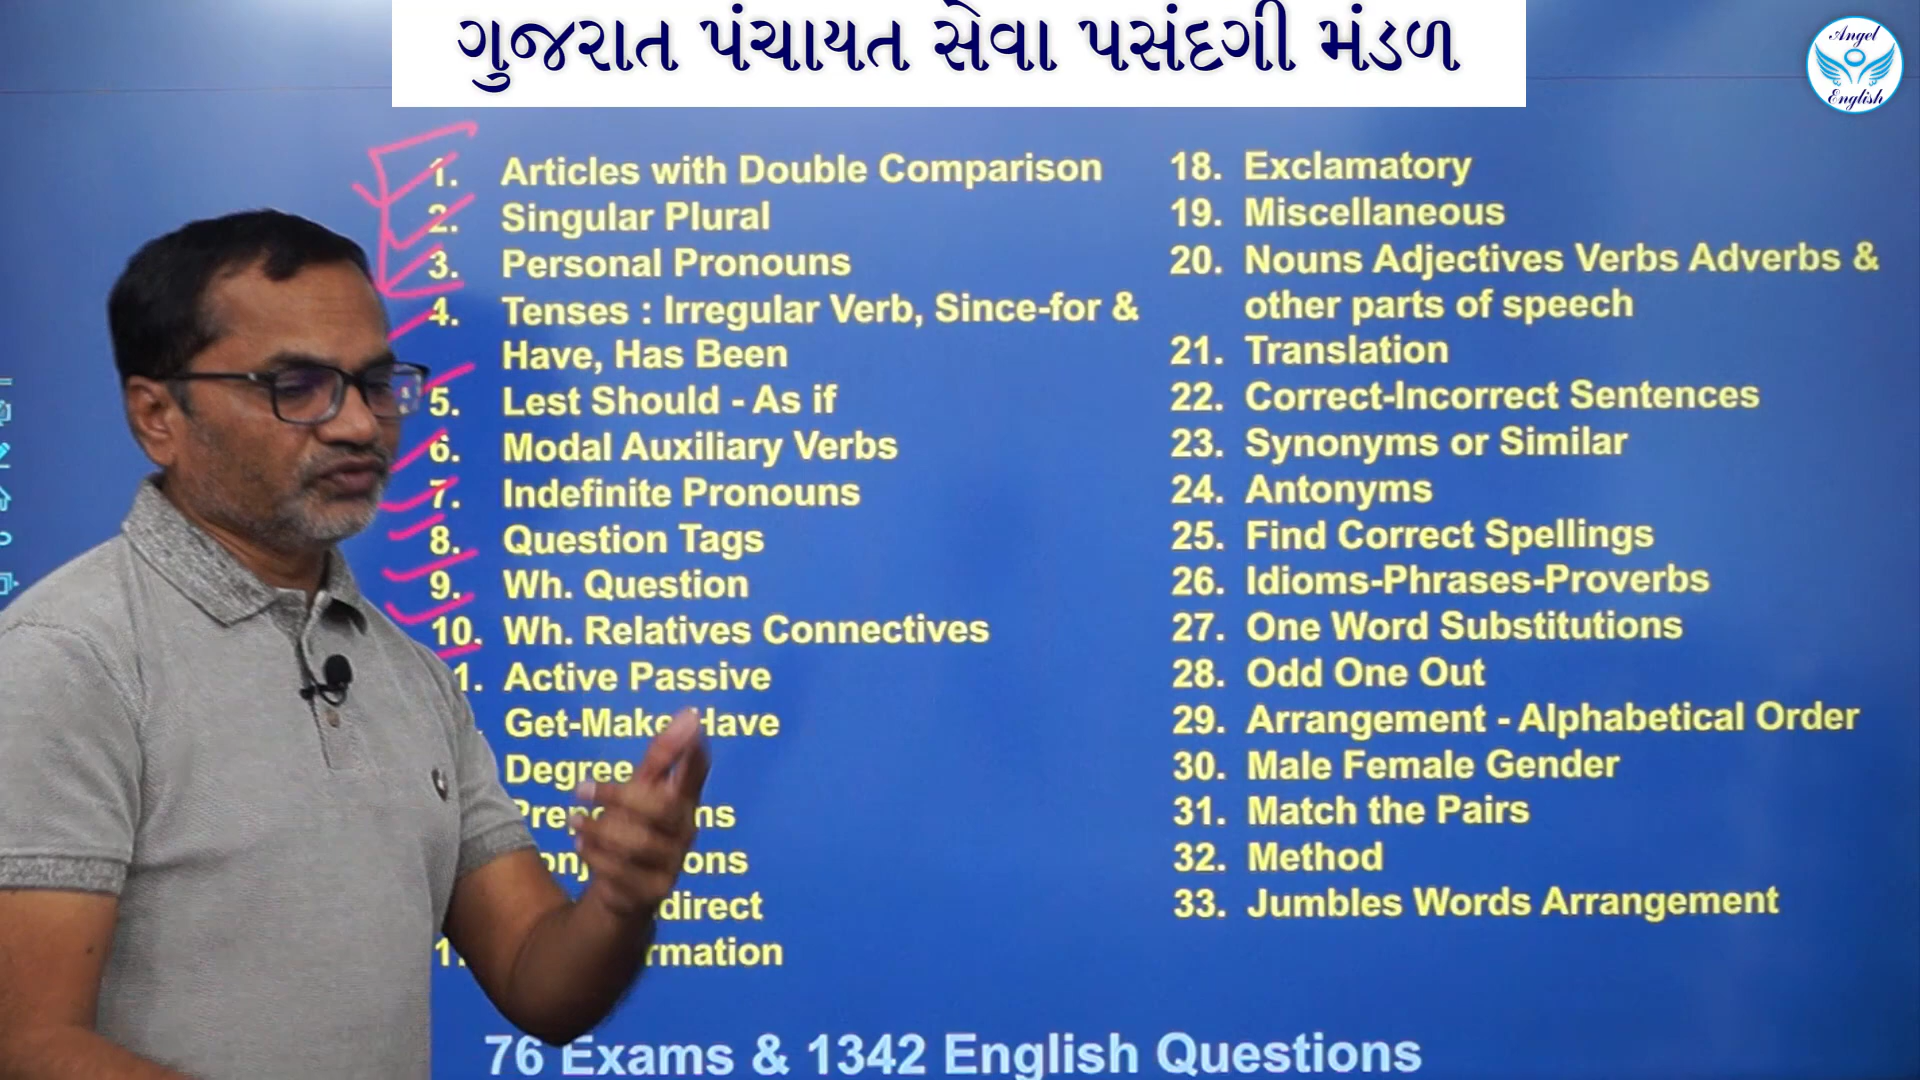 ગુજરાત પંચાયત સેવા પસંદગી મંડળ
Angel
English
1. Articles with Double Comparison
2. Singular Plural
3. Personal Pronouns
4. Tenses : Irregular Verb, Since-for &
Have, Has Been
5. Lest Should - As if
6. Modal Auxiliary Verbs
7. Indefinite Pronouns
8. Question Tags
9. Wh. Question
10. Wh. Relatives Connectives
1. Active Passive
Get-Make Have
Degree
18. Exclamatory
19. Miscellaneous
20. Nouns Adjectives Verbs Adverbs &
other parts of speech
21. Translation
22. Correct-Incorrect Sentences
23. Synonyms or Similar
24. Antonyms
25. Find Correct Spellings
26. Idioms-Phrases-Proverbs
27. One Word Substitutions
28. Odd One Out
29. Arrangement - Alphabetical Order
30. Male Female Gender
31. Match the Pairs
32. Method
33. Jumbles Words Arrangement
76 Exams & 1342 English Questions